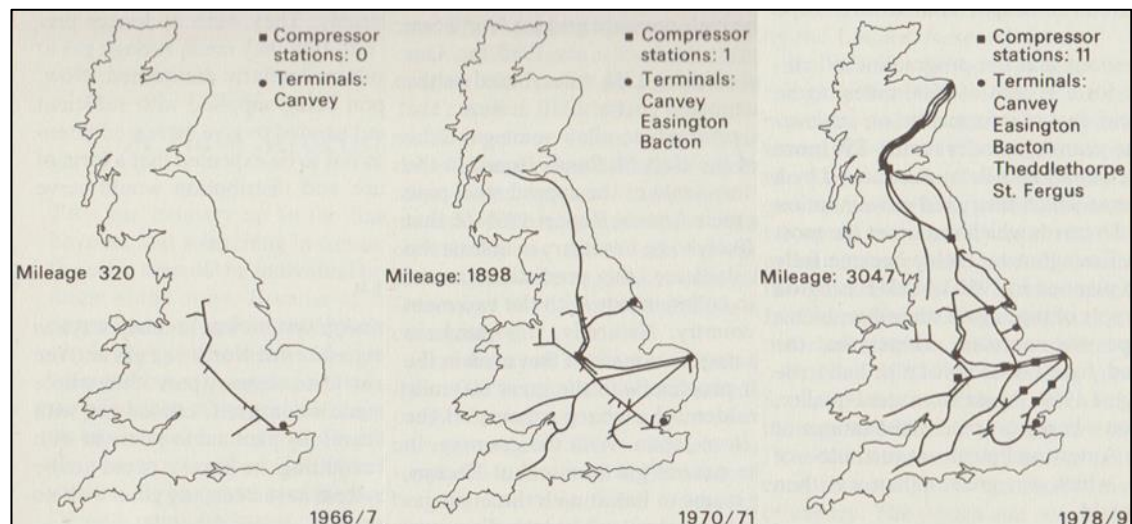 Compressor
stations: 0
Terminals:
Canvey
Mileage 320
1966/7
Compressor
stations: 1
Terminals:
Canvey
Easington
Bacton
Mileage: 1898
1970/71
Compressor
stations: 11
Terminals:
Canvey
Easington
Bacton
Theddlethorpe
St. Fergus
Mileage: 3047
1978/9